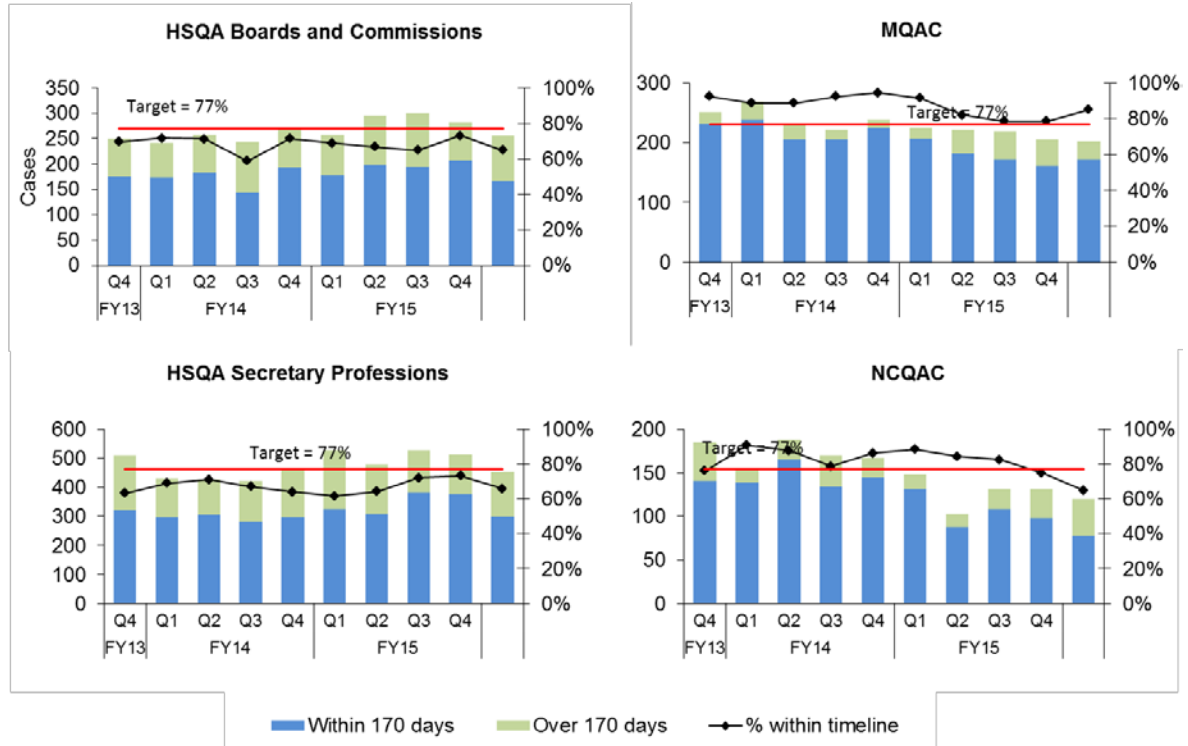 HSQA Boards and Commissions
Target = 77%
Cases
350
300
250
200
150
100
50
0
100%
80%
60%
40%
20%
0%
Q4 Q1 Q2 Q3 Q4 Q1 Q2 Q3 Q4
FY13 FY14 FY15
MQAC
Target = 77%
300
200
100
0
100%
80%
60%
40%
20%
0%
Q4 Q1 Q2 Q3 Q4 Q1 Q2 Q3 Q4
FY13 FY14 FY15
HSQA Secretary Professions
Target = 77%
600
500
400
300
200
100
0
100%
80%
60%
40%
20%
0%
Q4 Q1 Q2 Q3 Q4 Q1 Q2 Q3 Q4
FY13 FY14 FY15
NCQAC
Target = 77%
200
150
100
50
0
100%
80%
60%
40%
20%
0%
Q4 Q1 Q2 Q3 Q4 Q1 Q2 Q3 Q4
FY13 FY14 FY15
Within 170 days Over 170 days % within timeline